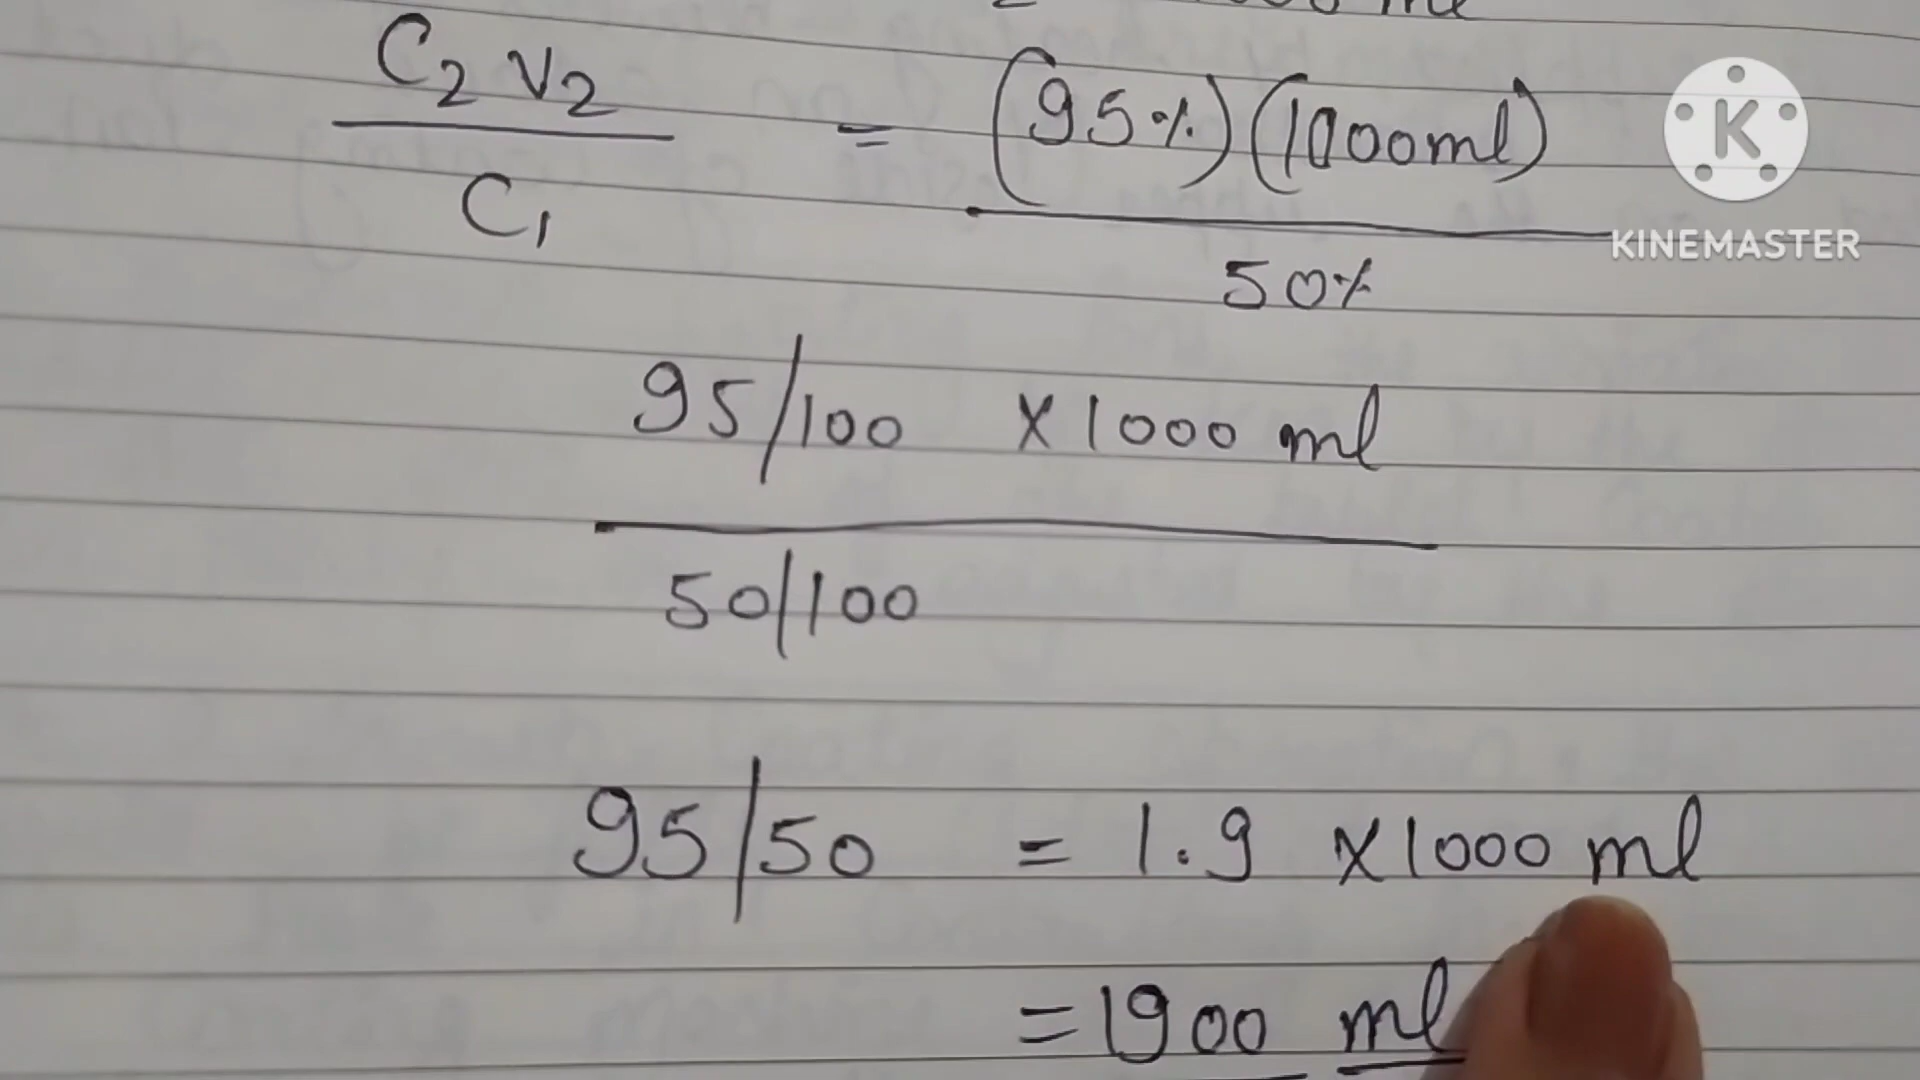 C2 V2 / C1 = (95%) (1000ml) / 50%
K
KINEMASTER
95/100 x 1000 ml
50/100
95/50 = 1.9 x 1000 ml
= 1900 ml